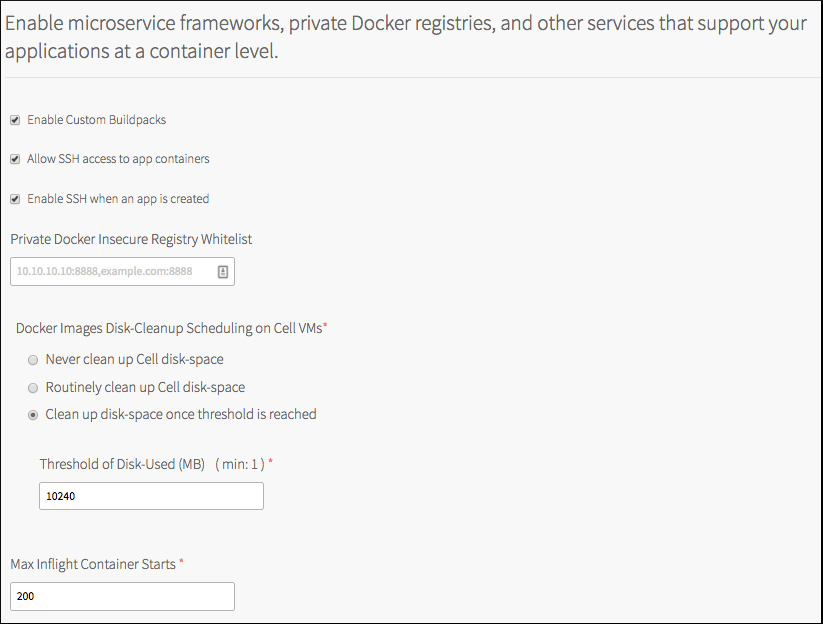 Enable microservice frameworks, private Docker registries, and other services that support your
applications at a container level.
Enable Custom Buildpacks
Allow SSH access to app containers
Enable SSH when an app is created
Private Docker Insecure Registry Whitelist
10.10.10.10:8888,example.com:8888
Docker Images Disk-Cleanup Scheduling on Cell VMs*
Never clean up Cell disk-space
Routinely clean up Cell disk-space
Clean up disk-space once threshold is reached
Threshold of Disk-Used (MB) ( min: 1 ) *
10240
Max Inflight Container Starts *
200